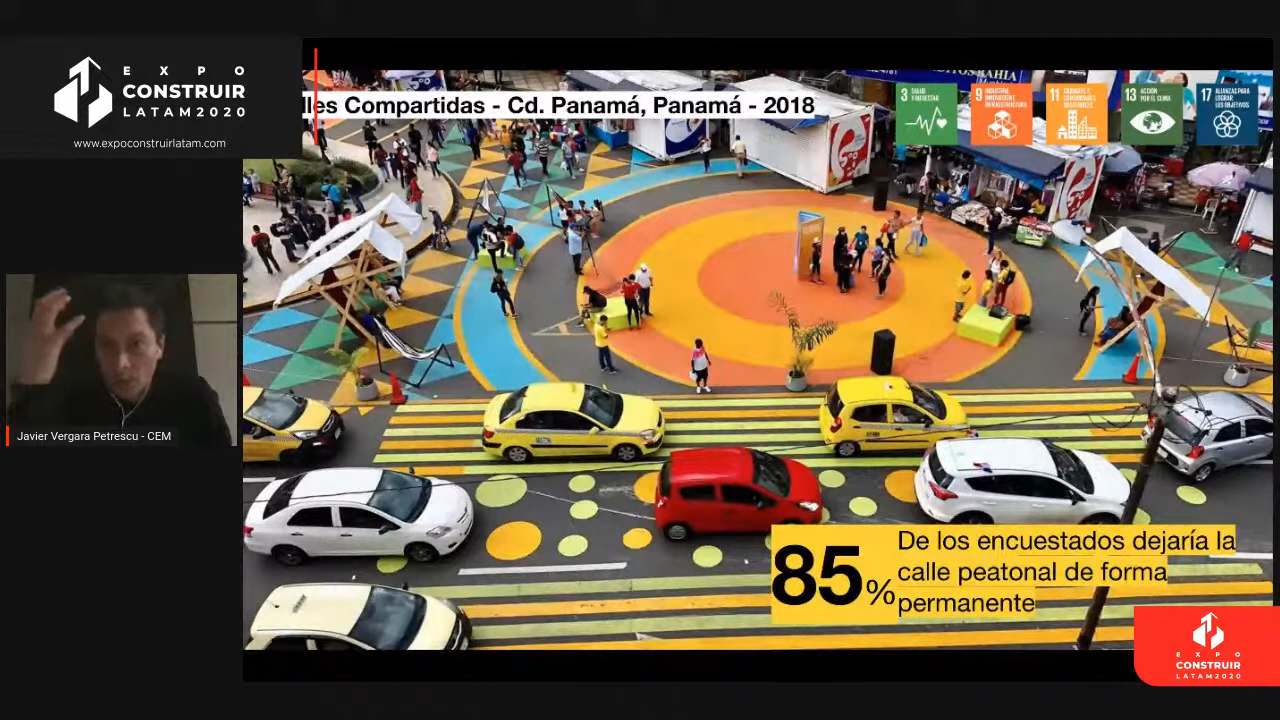 E X P O
CONSTRUIR
LATAM2020
www.expoconstruirlatam.com
lles Compartidas - Cd. Panamá, Panamá - 2018
3 SALUD Y BIENESTAR
9 INDUSTRIA, INNOVACIÓN E INFRAESTRUCTURA
11 CIUDADES Y COMUNIDADES SOSTENIBLES
13 ACCIÓN POR EL CLIMA
17 ALIANZAS PARA LOGRAR LOS OBJETIVOS
Javier Vergara Petrescu - CEM
85%
De los encuestados dejaría la
calle peatonal de forma
permanente
E X P O
CONSTRUIR
LATAM2020